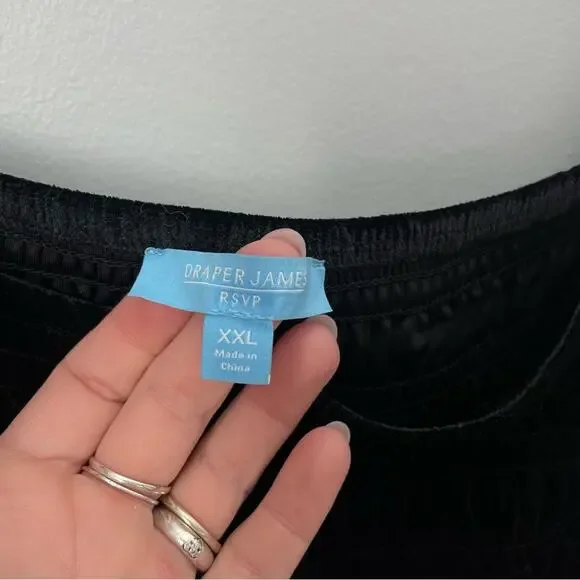 DRAPER JAMES
RSVP
XXL
Made in
China